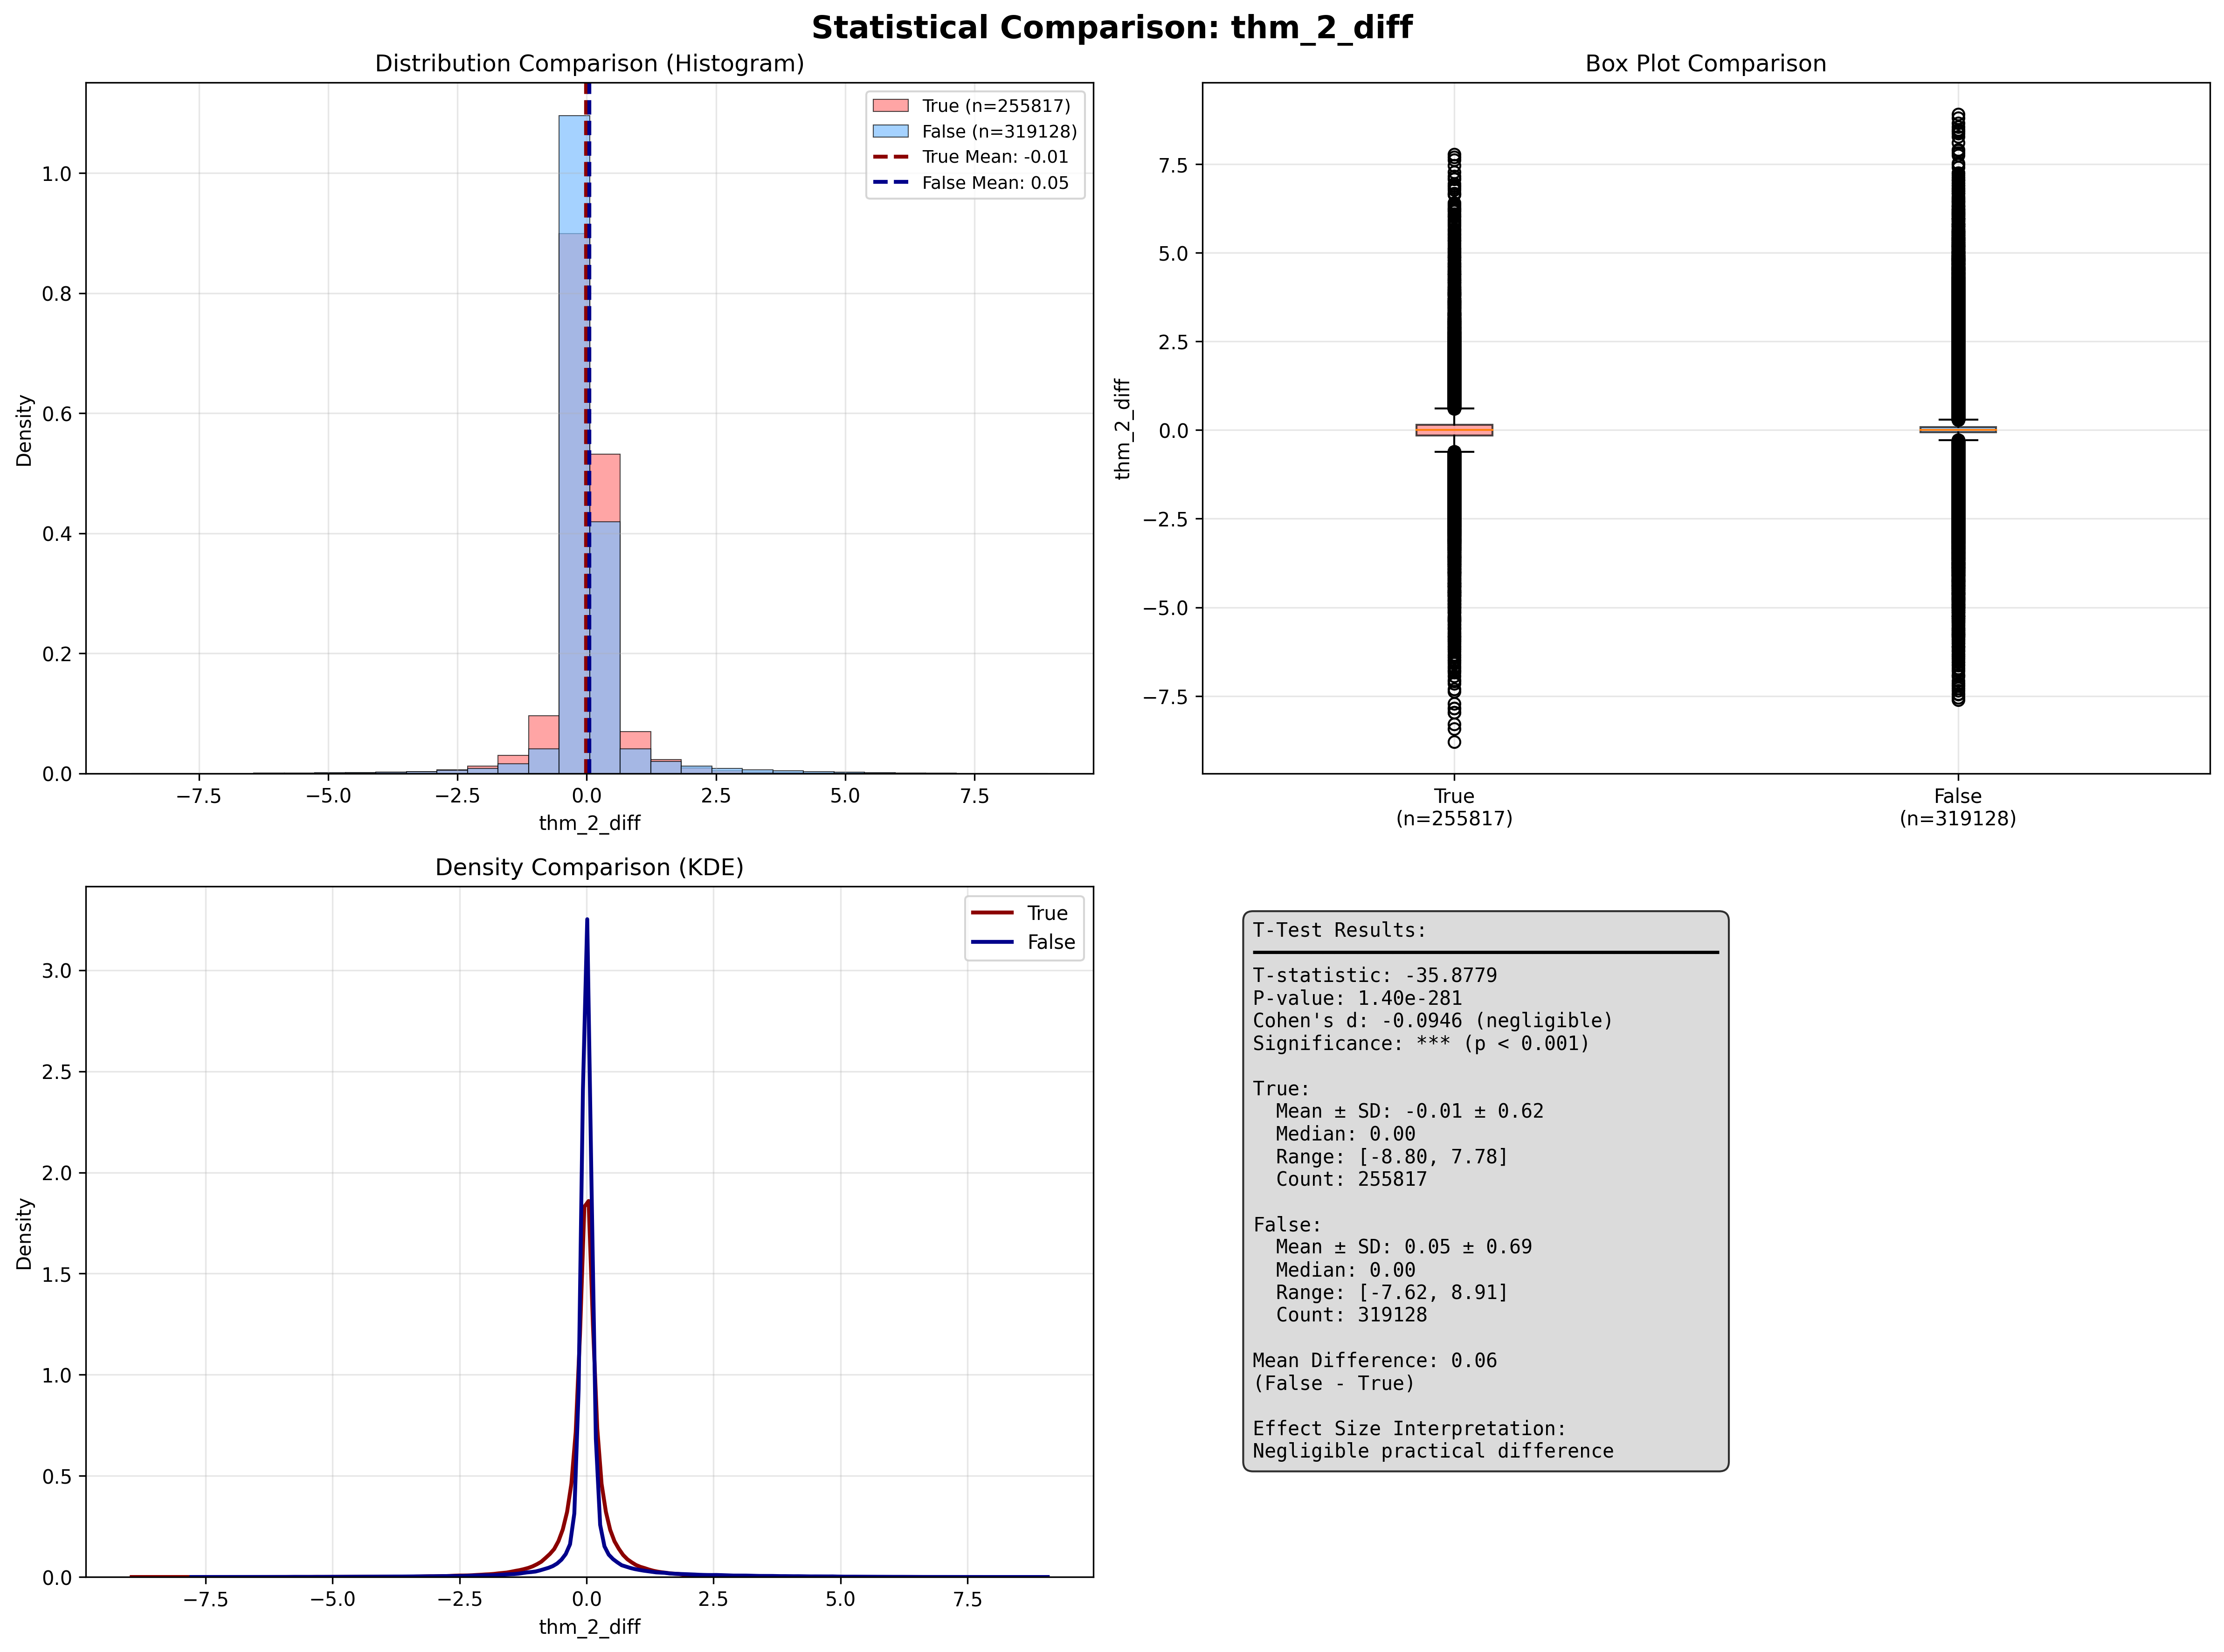 Statistical Comparison: thm_2_diff
Distribution Comparison (Histogram)
Density
1.0
0.8
0.6
0.4
0.2
0.0
True (n=255817)
False (n=319128)
True Mean: -0.01
False Mean: 0.05
−7.5
−5.0
−2.5
0.0
2.5
5.0
7.5
thm_2_diff
Box Plot Comparison
thm_2_diff
7.5
5.0
2.5
0.0
−2.5
−5.0
−7.5
True
(n=255817)
False
(n=319128)
Density Comparison (KDE)
Density
3.0
2.5
2.0
1.5
1.0
0.5
0.0
True
False
−7.5
−5.0
−2.5
0.0
2.5
5.0
7.5
thm_2_diff
T-Test Results:
T-statistic: -35.8779
P-value: 1.40e-281
Cohen's d: -0.0946 (negligible)
Significance: *** (p < 0.001)
True:
Mean ± SD: -0.01 ± 0.62
Median: 0.00
Range: [-8.80, 7.78]
Count: 255817
False:
Mean ± SD: 0.05 ± 0.69
Median: 0.00
Range: [-7.62, 8.91]
Count: 319128
Mean Difference: 0.06
(False - True)
Effect Size Interpretation:
Negligible practical difference